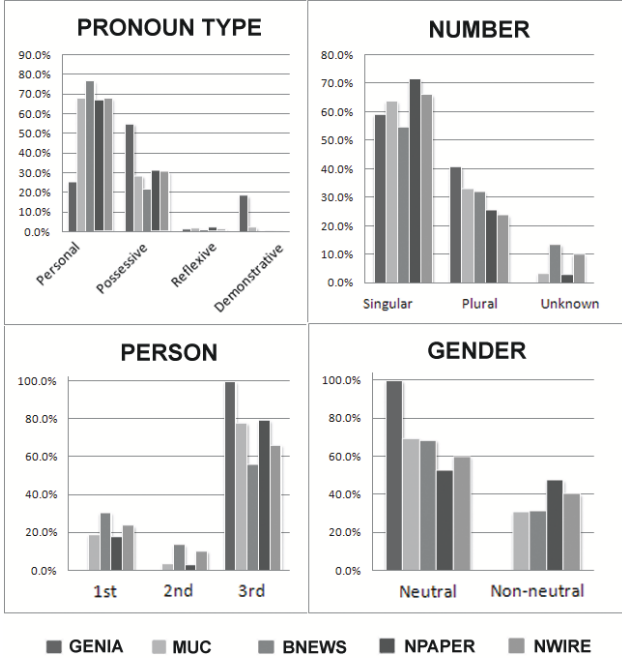 PRONOUN TYPE
90.0%
80.0%
70.0%
60.0%
50.0%
40.0%
30.0%
20.0%
10.0%
0.0%
Personal
Possessive
Reflexive
Demonstrative
NUMBER
80.0%
70.0%
60.0%
50.0%
40.0%
30.0%
20.0%
10.0%
0.0%
Singular Plural Unknown
PERSON
100.0%
80.0%
60.0%
40.0%
20.0%
0.0%
1st 2nd 3rd
GENDER
100.0%
80.0%
60.0%
40.0%
20.0%
0.0%
Neutral Non-neutral
GENIA MUC BNEWS NPAPER NWIRE